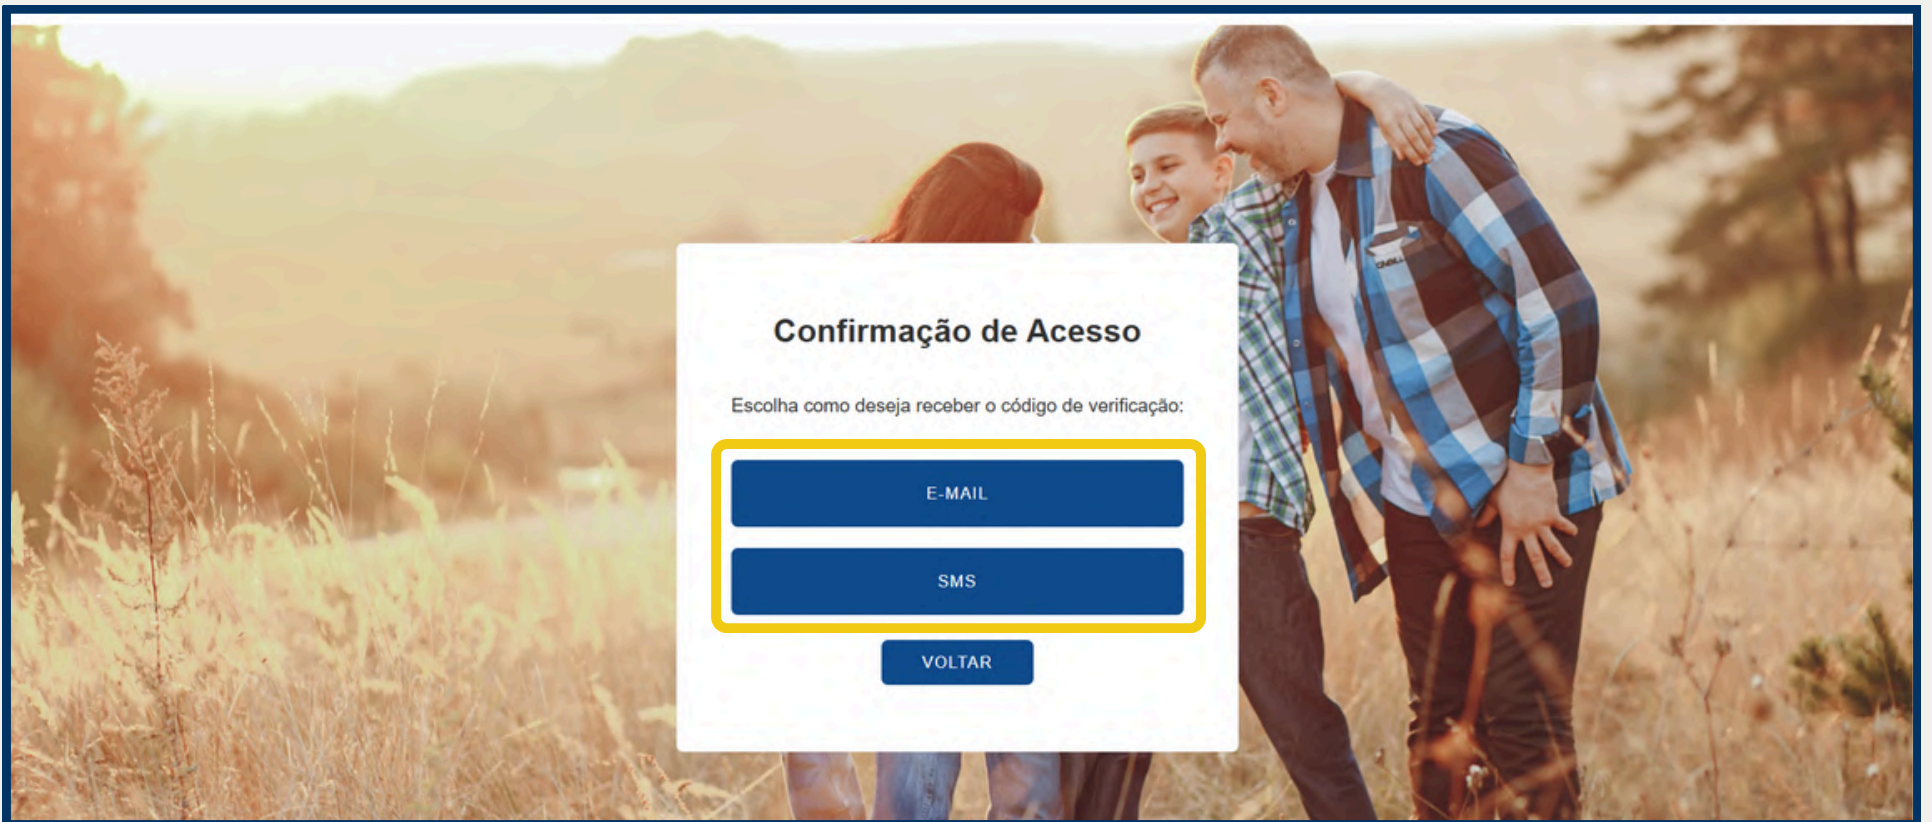 Confirmação de Acesso
Escolha como deseja receber o código de verificação:
E-MAIL
SMS
VOLTAR